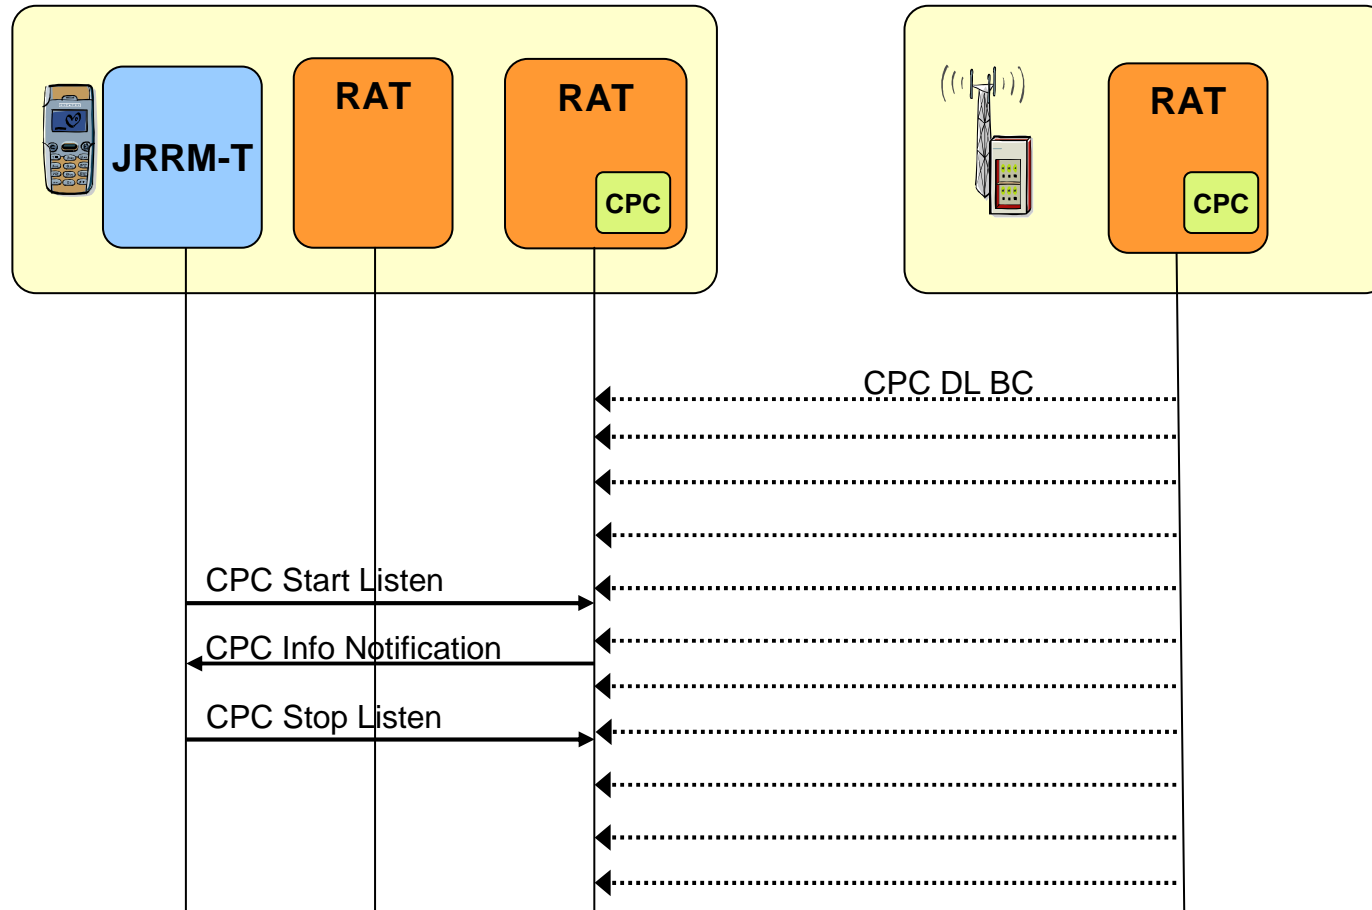 RAT
RAT
RAT
JRRM-T
CPC
CPC
CPC DL BC
CPC Start Listen
CPC Info Notification
CPC Stop Listen